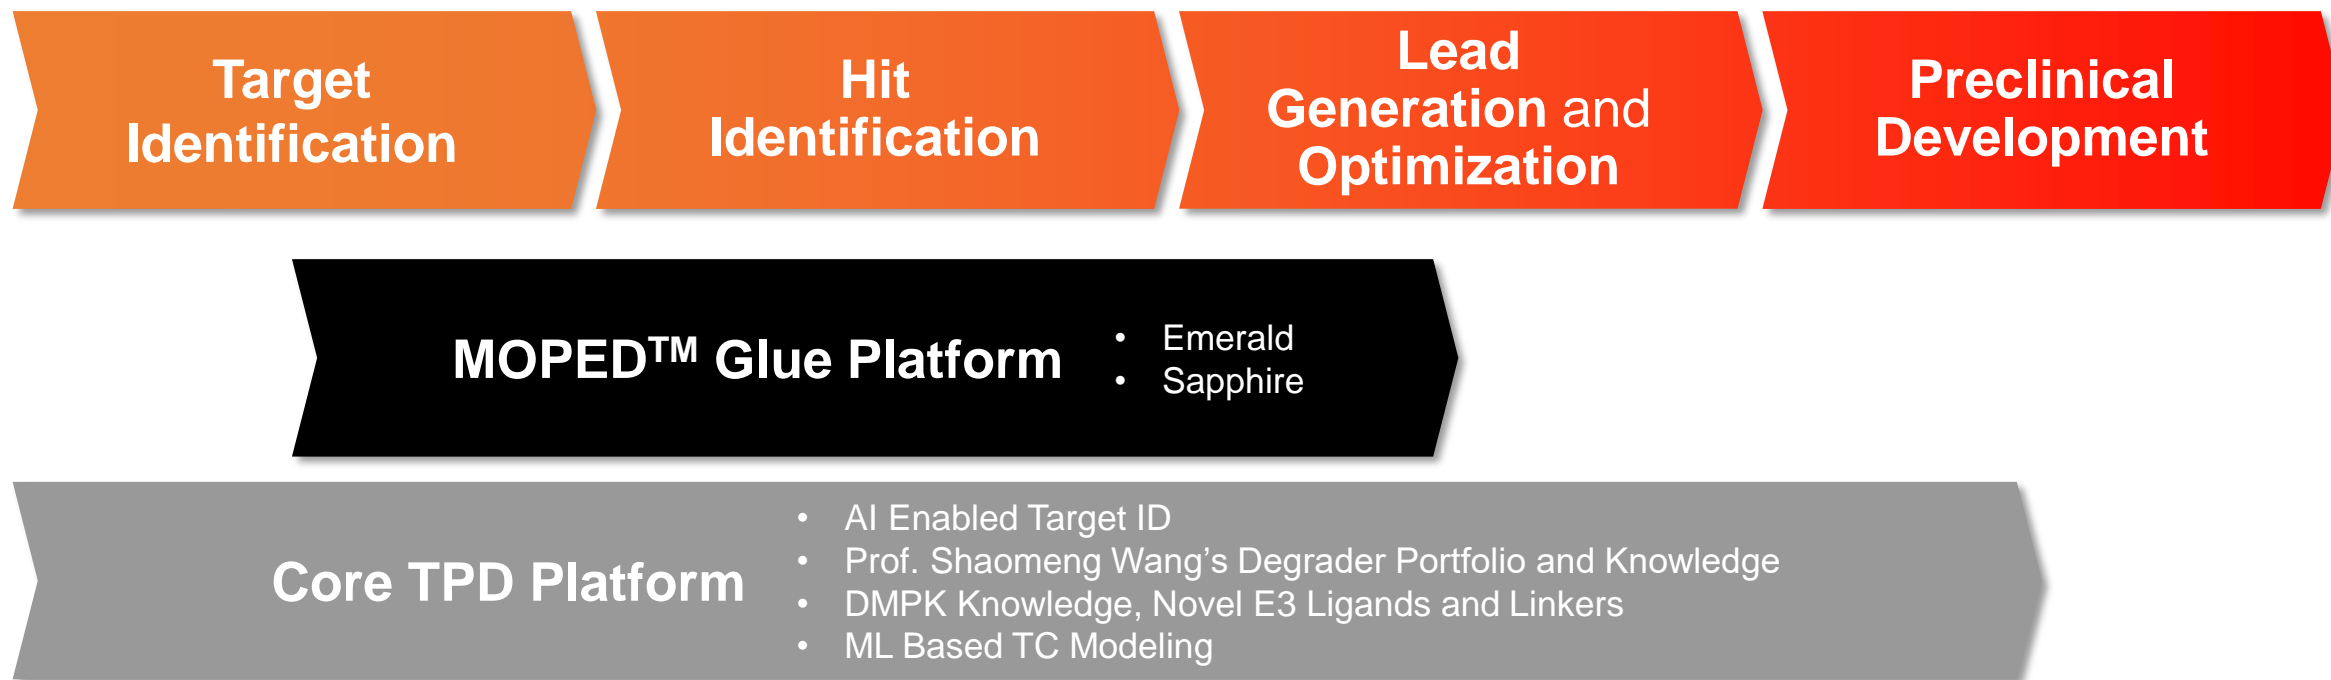 Target
Identification
Hit
Identification
Lead
Generation and
Optimization
Preclinical
Development
MOPED™ Glue Platform
• Emerald
• Sapphire
Core TPD Platform
• AI Enabled Target ID
• Prof. Shaomeng Wang's Degrader Portfolio and Knowledge
• DMPK Knowledge, Novel E3 Ligands and Linkers
• ML Based TC Modeling